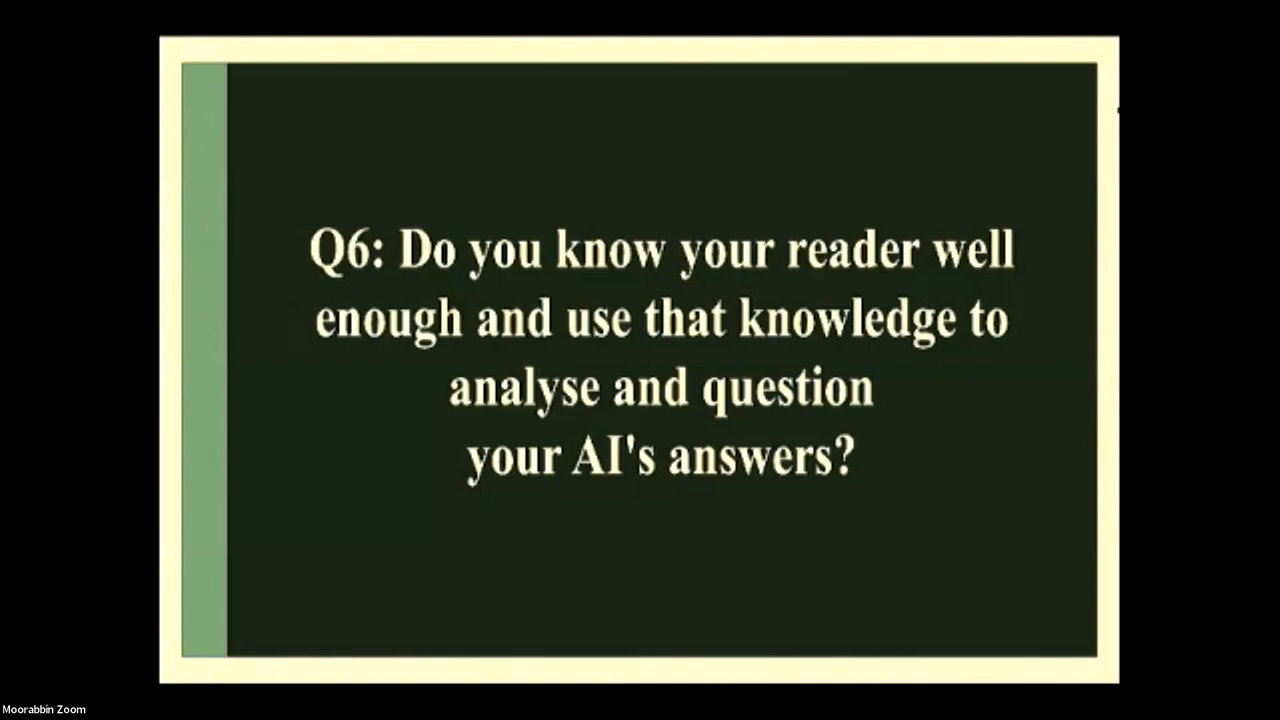 Q6: Do you know your reader well
enough and use that knowledge to
analyse and question
your AI's answers?
Moorabbin Zoom